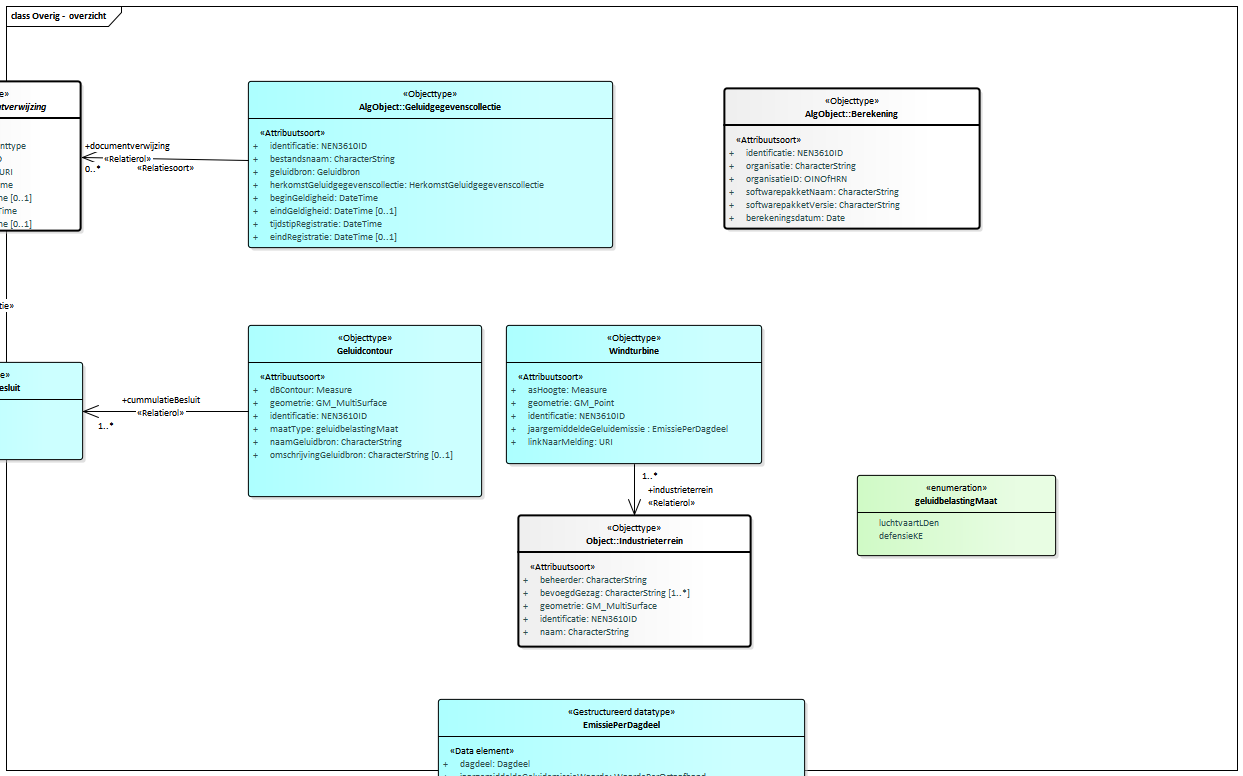 class Overig - overzicht
e»
tverwijzing
nttype
URI
me
ne [0..1]
Time
ne [0..1]
+documentverwijzing
«Relatierol»
0..*
«Relatiesoort»
«Objecttype»
AlgObject::Geluidgegevenscollectie
«Attribuutsoort»
+ identificatie: NEN3610ID
+ bestandsnaam: CharacterString
+ geluidbron: Geluidbron
+ herkomstGeluidgegevenscollectie: HerkomstGeluidgegevenscollectie
+ beginGeldigheid: DateTime
+ eindGeldigheid: DateTime [0..1]
+ tijdstipRegistratie: DateTime
+ eindRegistratie: DateTime [0..1]
«Objecttype»
AlgObject::Berekening
«Attribuutsoort»
+ identificatie: NEN3610ID
+ organisatie: CharacterString
+ organisatieID: OINOfHRN
+ softwarepakketNaam: CharacterString
+ softwarepakketVersie: CharacterString
+ berekeningsdatum: Date
tie»
e»
esluit
+cummulatieBesluit
«Relatierol»
1..*
«Objecttype»
Geluidcontour
«Attribuutsoort»
+ dBContour: Measure
+ geometrie: GM_MultiSurface
+ identificatie: NEN3610ID
+ maatType: geluidbelastingMaat
+ naamGeluidbron: CharacterString
+ omschrijvingGeluidbron: CharacterString [0..1]
«Objecttype»
Windturbine
«Attribuutsoort»
+ asHoogte: Measure
+ geometrie: GM_Point
+ identificatie: NEN3610ID
+ jaargemiddeldeGeluidemissie : EmissiePerDagdeel
+ linkNaarMelding: URI
1..*
+industrieterrein
«Relatierol»
«Objecttype»
Object::Industrieterrein
«Attribuutsoort»
+ beheerder: CharacterString
+ bevoegdGezag: CharacterString [1..*]
+ geometrie: GM_MultiSurface
+ identificatie: NEN3610ID
+ naam: CharacterString
«enumeration»
geluidbelastingMaat
luchtvaartLDen
defensieKE
«Gestructureerd datatype»
EmissiePerDagdeel
«Data element»
+ dagdeel: Dagdeel